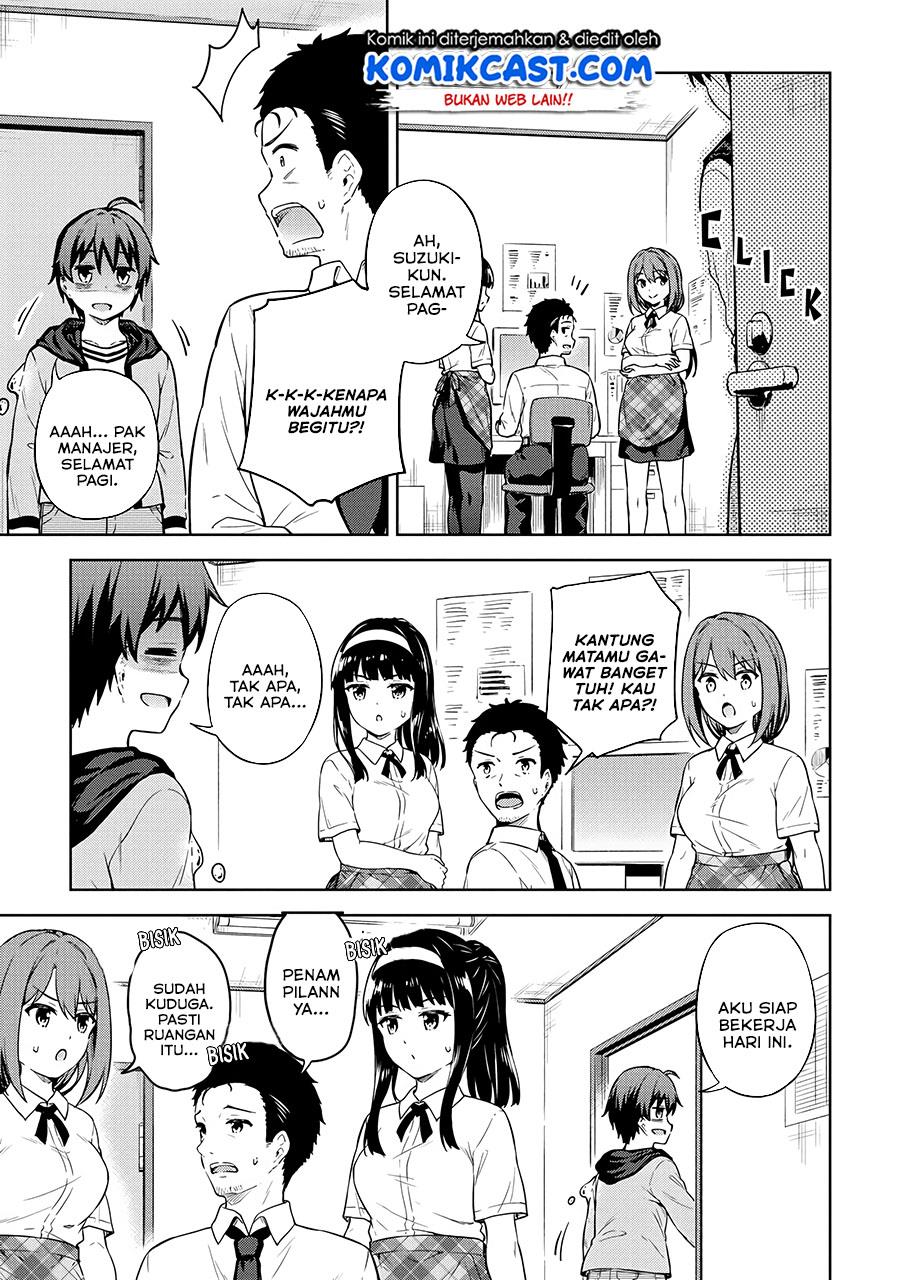 Komik ini diterjemahkan & diedit oleh
KOMIKCAST.COM
BUKAN WEB LAIN!!
CLICK
AH,
SUZUKI-
KUN.
SELAMAT
PAG-
K-K-K-KENAPA
WAJAHMU
BEGITU?!
AAAH... PAK
MANAJER,
SELAMAT
PAGI.
KANTUNG
MATAMU GA-
WAT BANGET
TUH! KAU
TAK APA?!
AAAH,
TAK APA,
TAK APA...
AKU SIAP
BEKERJA
HARI INI.
BISIK
PENAM
PILANN
YA...
BISIK
SUDAH
KUDUGA.
PASTI
RUANGAN
ITU...
BISIK